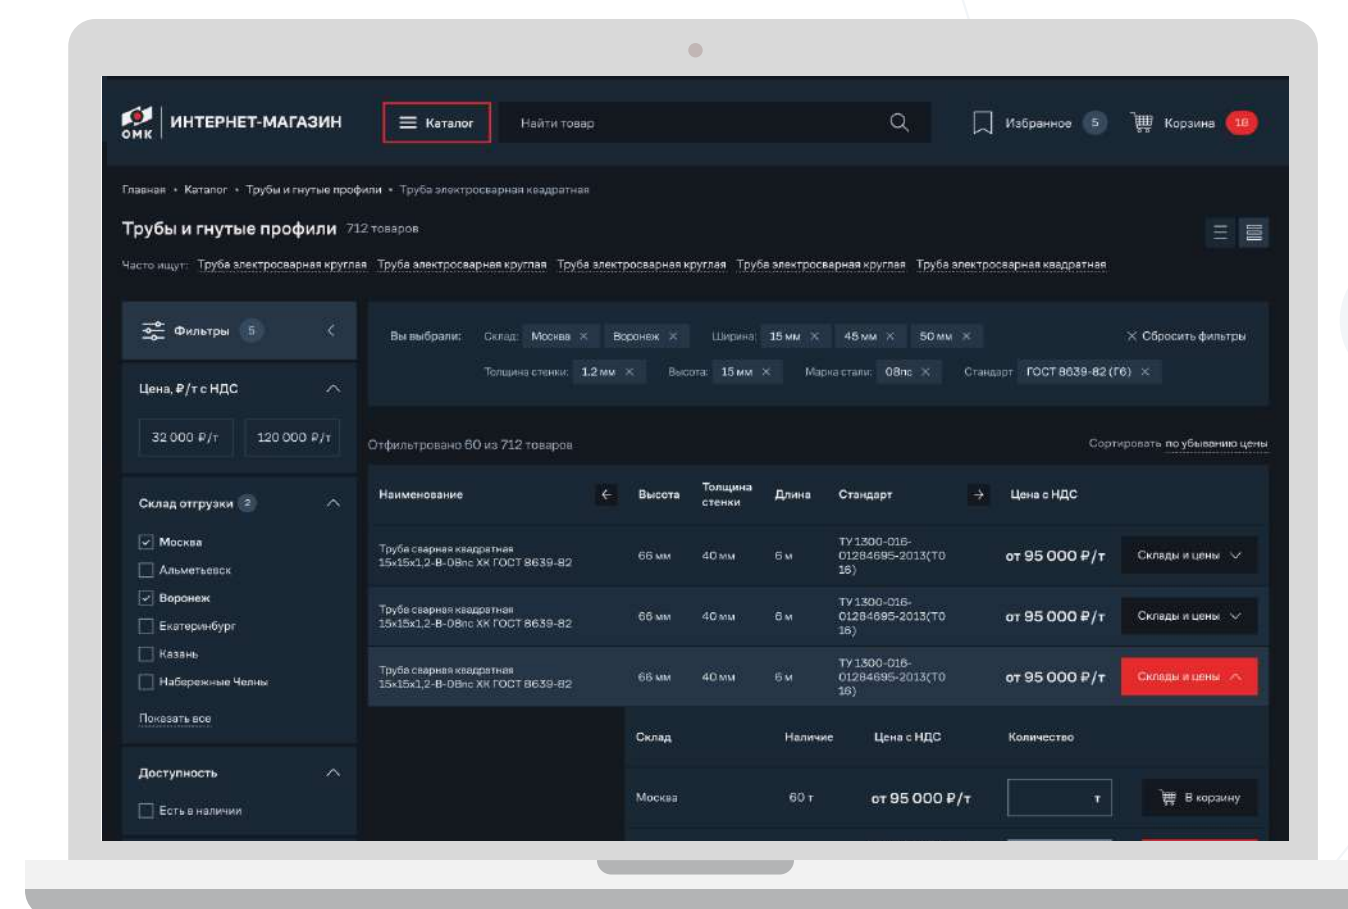 ОМК ИНТЕРНЕТ-МАГАЗИН Каталог Найти товар Избранное 5 Корзина 18
Главная • Каталог • Трубы и гнутые профили • Труба электросварная квадратная
Трубы и гнутые профили 712 товаров
Часто ищут: Труба электросварная круглая Труба электросварная круглая Труба электросварная круглая Труба электросварная круглая Труба электросварная квадратная
Фильтры 5
Вы выбрали: Склад: Москва × Воронеж × Ширина: 15 мм × 45 мм × 50 мм × × Сбросить фильтры
Толщина стенки: 1.2 мм × Высота: 15 мм × Марка стали: 08пс × Стандарт ГОСТ 8639-82 (Г6) ×
Цена, ₽/т с НДС
32 000 ₽/т 120 000 ₽/т
Отфильтровано 60 из 712 товаров Сортировать по убыванию цены
Склад отгрузки 2
Москва
Альметьевск
Воронеж
Екатеринбург
Казань
Набережные Челны
Показать все
Доступность
Есть в наличии
Наименование ← Высота Толщина стенки Длина Стандарт → Цена с НДС
Труба сварная квадратная
15х15х1,2-В-08пс ХК ГОСТ 8639-82
66 мм 40 мм 6 м
ТУ 1300-016-
01284695-2013(ТО
16)
от 95 000 ₽/т Склады и цены
Труба сварная квадратная
15х15х1,2-В-08пс ХК ГОСТ 8639-82
66 мм 40 мм 6 м
ТУ 1300-016-
01284695-2013(ТО
16)
от 95 000 ₽/т Склады и цены
Труба сварная квадратная
15х15х1,2-В-08пс ХК ГОСТ 8639-82
66 мм 40 мм 6 м
ТУ 1300-016-
01284695-2013(ТО
16)
от 95 000 ₽/т Склады и цены
Склад Наличие Цена с НДС Количество
Москва 60 т от 95 000 ₽/т т В корзину